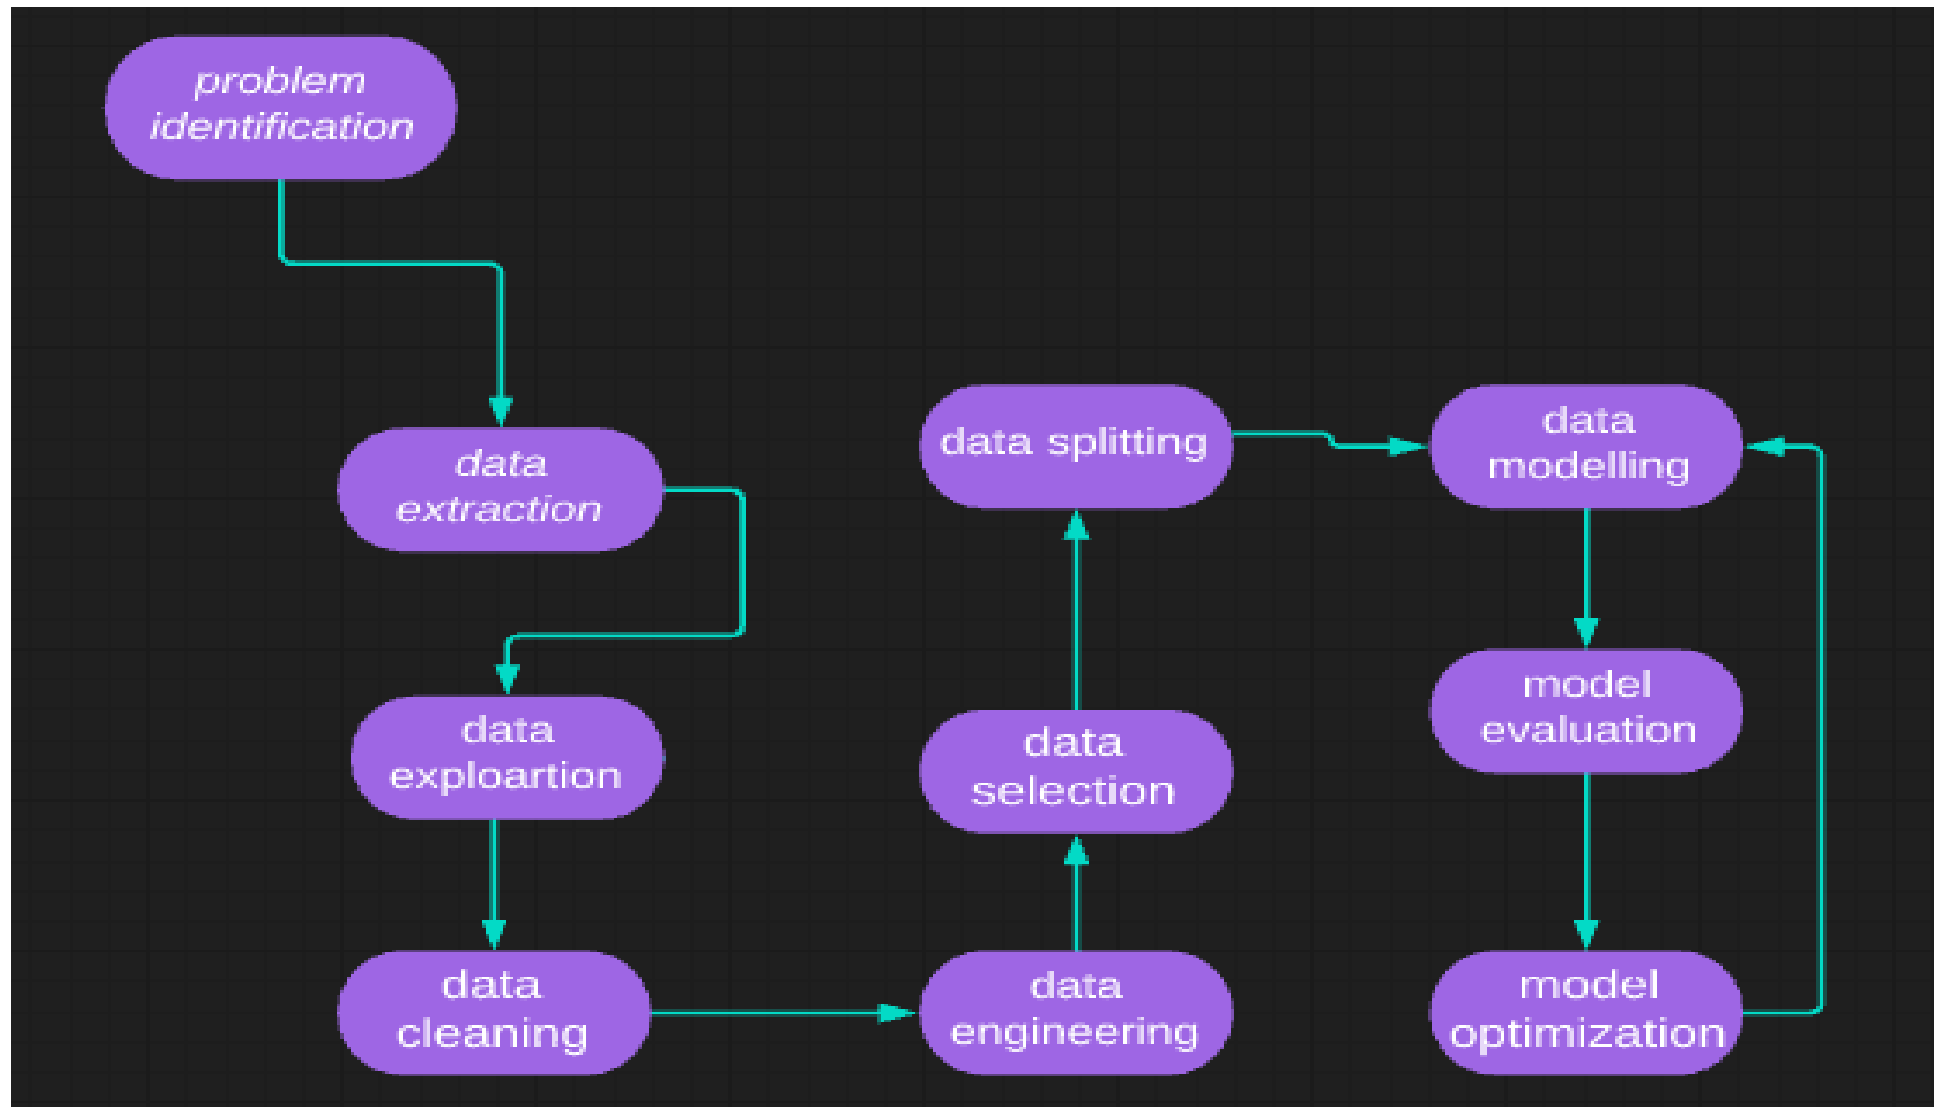 problem
identification
data
extraction
data
exploartion
data
cleaning
data
engineering
data
selection
data splitting
data
modelling
model
evaluation
model
optimization